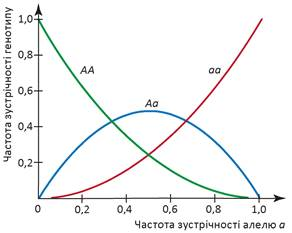 Частота зустрічності генотипу
1,0
0,8
0,6
0,4
0,2
AA
Aa
aa
0
0,2
0,4
0,6
0,8
1,0
Частота зустрічності алелю a